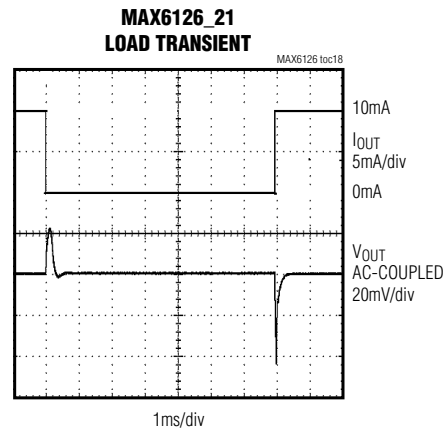 MAX6126_21
LOAD TRANSIENT
MAX6126 toc18
10mA
IOUT
5mA/div
0mA
VOUT
AC-COUPLED
20mV/div
1ms/div